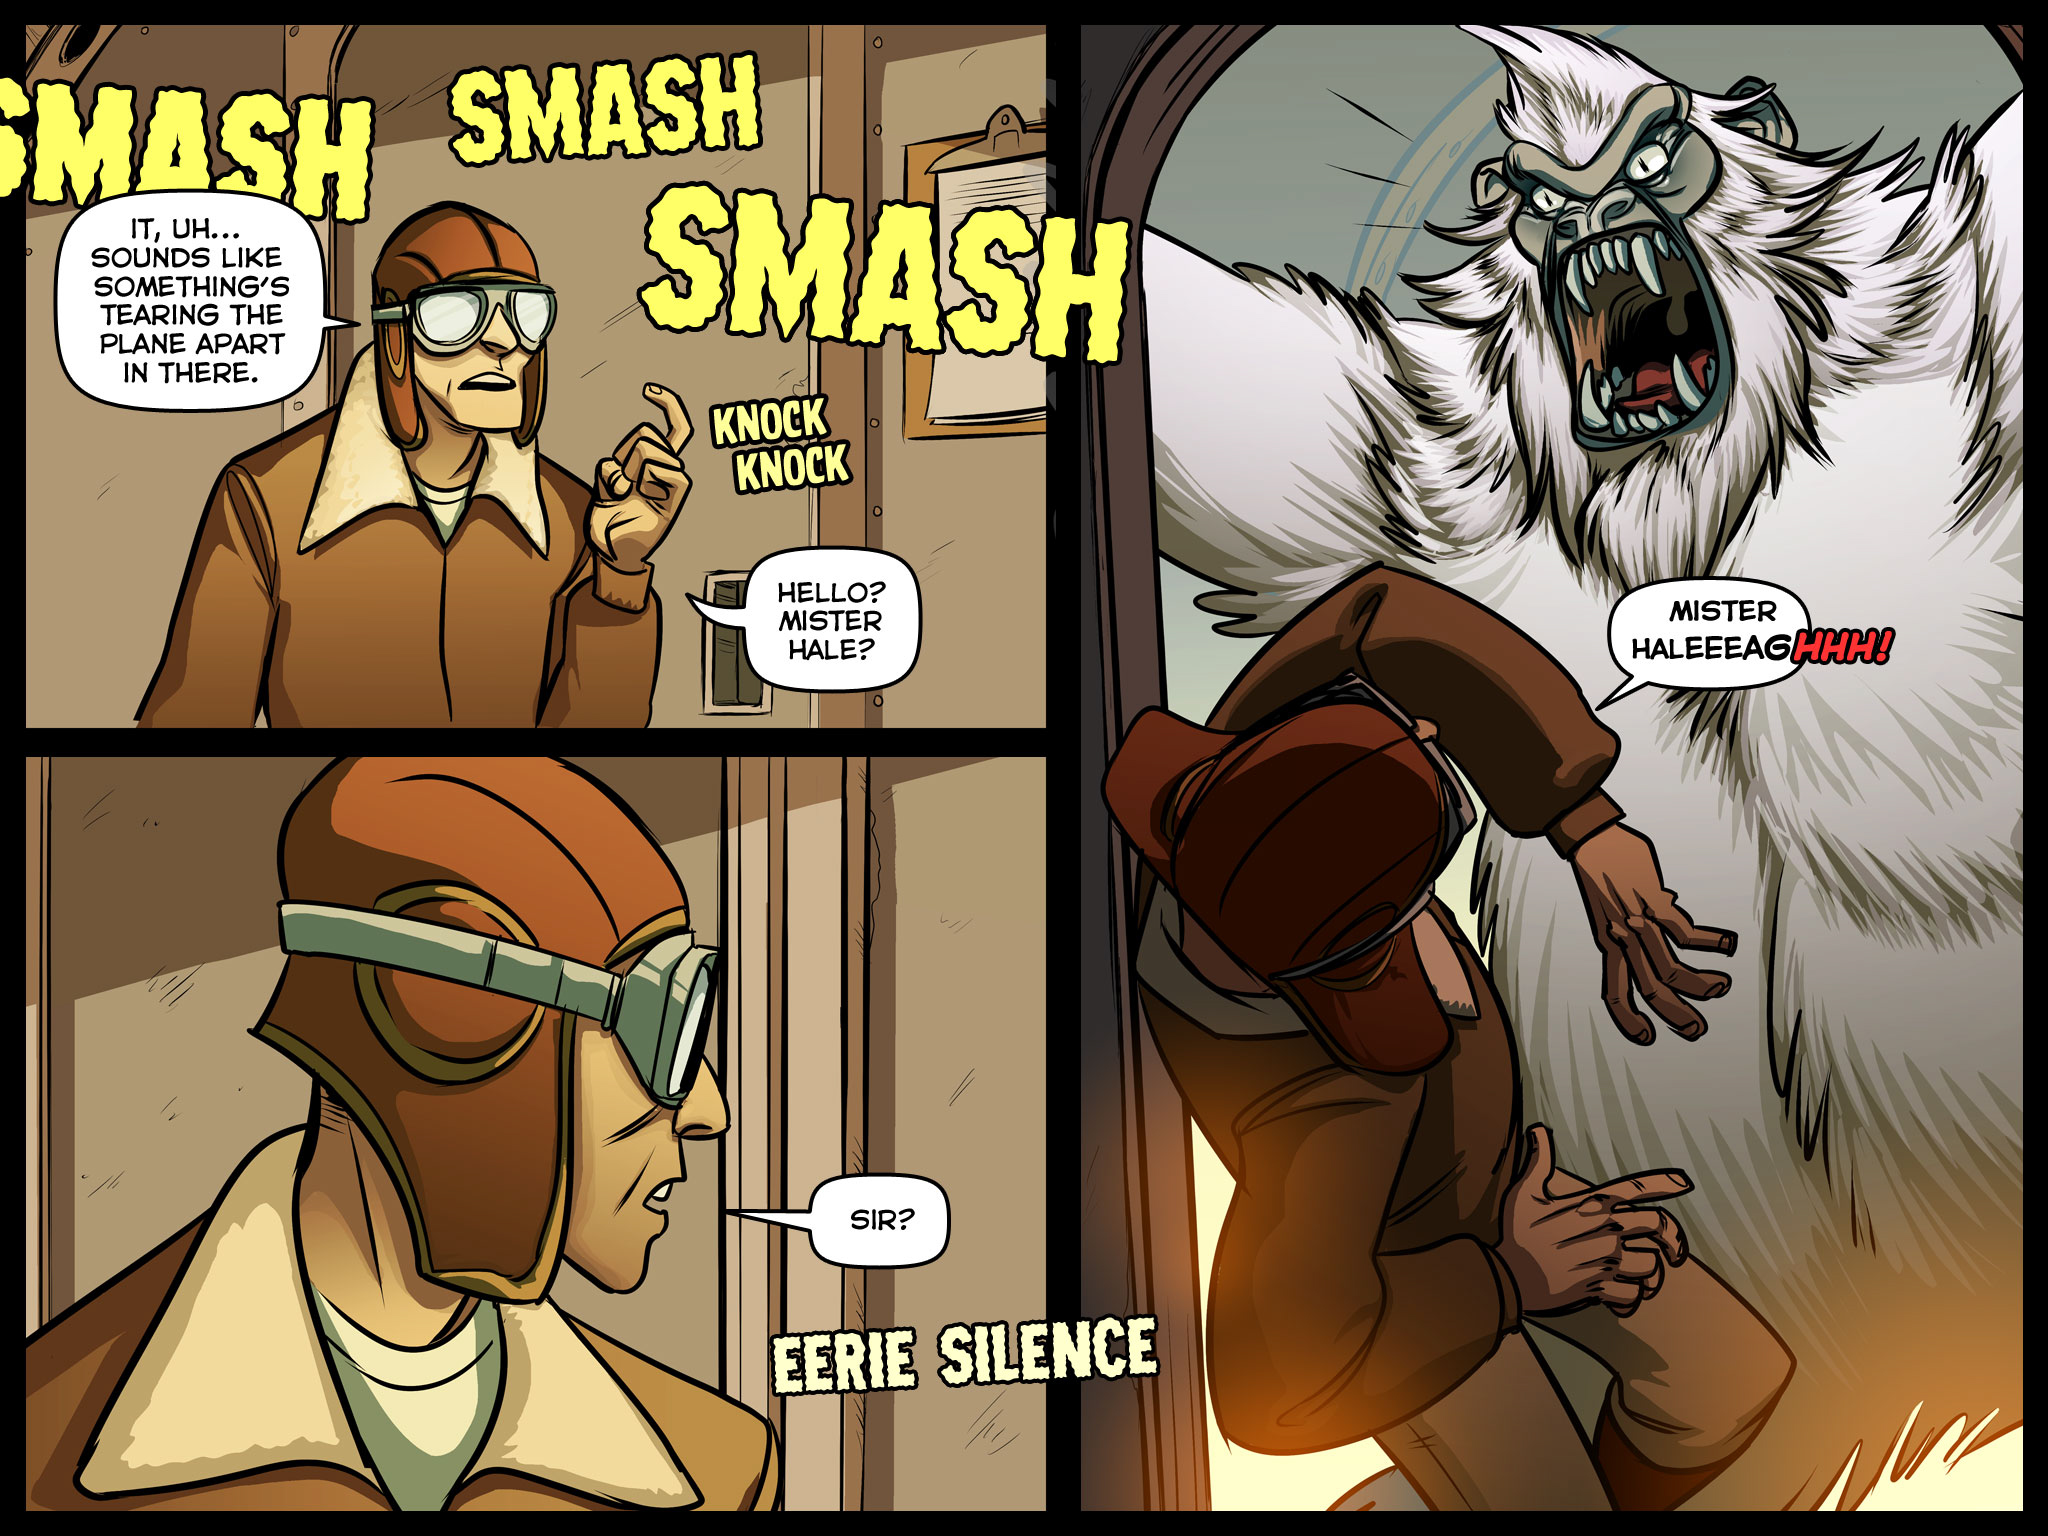 SMASH
SMASH
SMASH
IT, UH...
SOUNDS LIKE
SOMETHING'S
TEARING THE
PLANE APART
IN THERE.
KNOCK
KNOCK
HELLO?
MISTER
HALE?
SIR?
EERIE SILENCE
MISTER
HALEEEAGHHH!